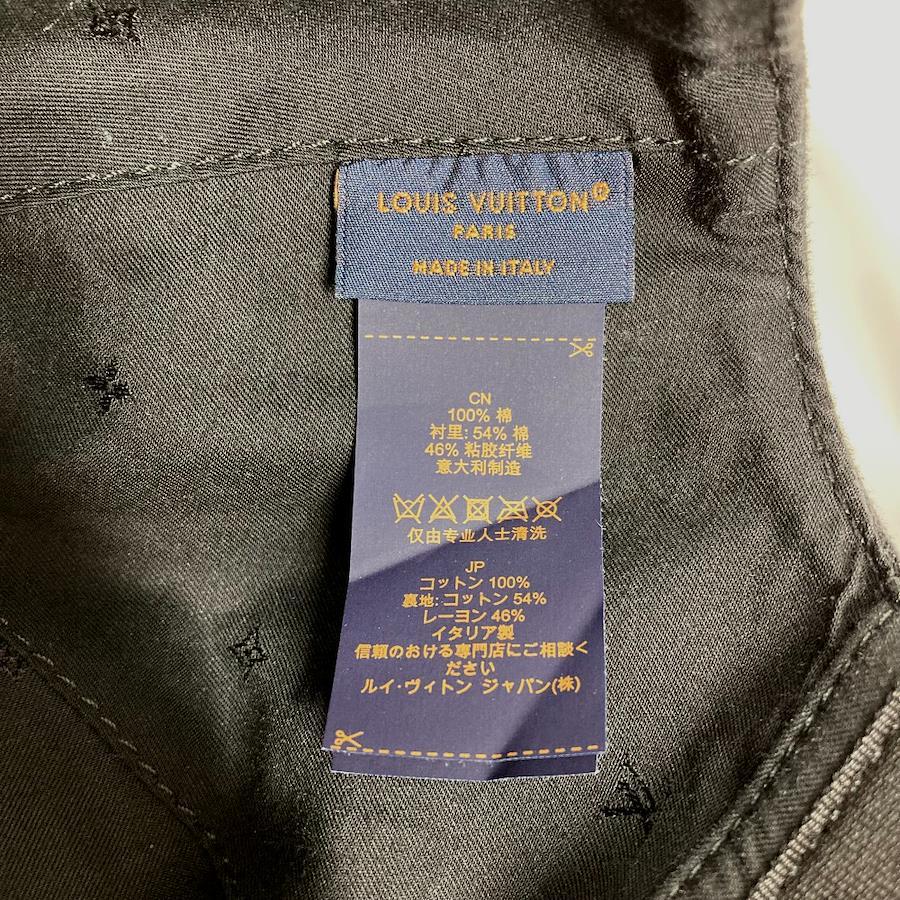 LOUIS VUITTON®
PARIS
MADE IN ITALY
CN
100% 棉
衬里: 54% 棉
46% 粘胶纤维
意大利制造
仅由专业人士清洗
JP
コットン 100%
裏地: コットン 54%
レーヨン 46%
イタリア製
信頼のおける専門店にご相談く
ださい
ルイ・ヴィトン ジャパン(株)
LV